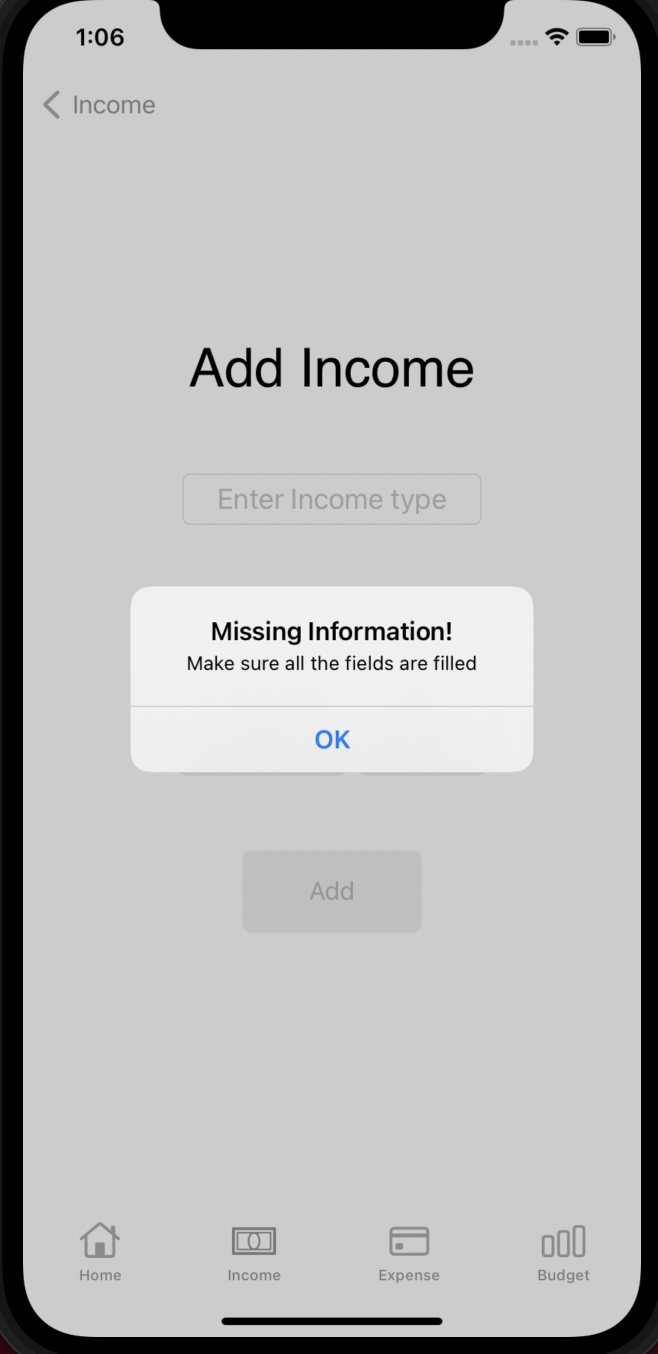 1:06
Income
Add Income
Enter Income type
Missing Information!
Make sure all the fields are filled
OK
Add
Home
Income
Expense
Budget